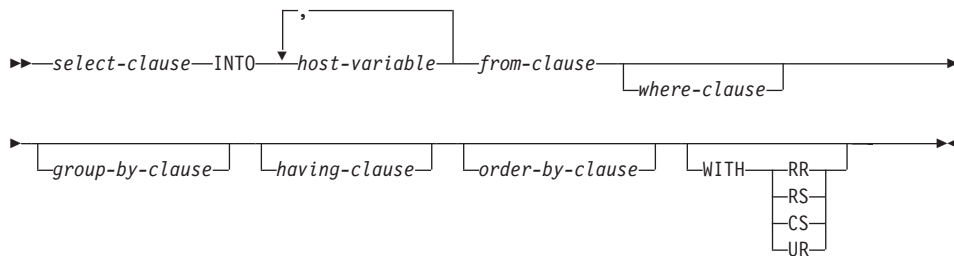 ,
select-clause INTO host-variable from-clause
where-clause
group-by-clause having-clause order-by-clause WITH RR
RS
CS
UR